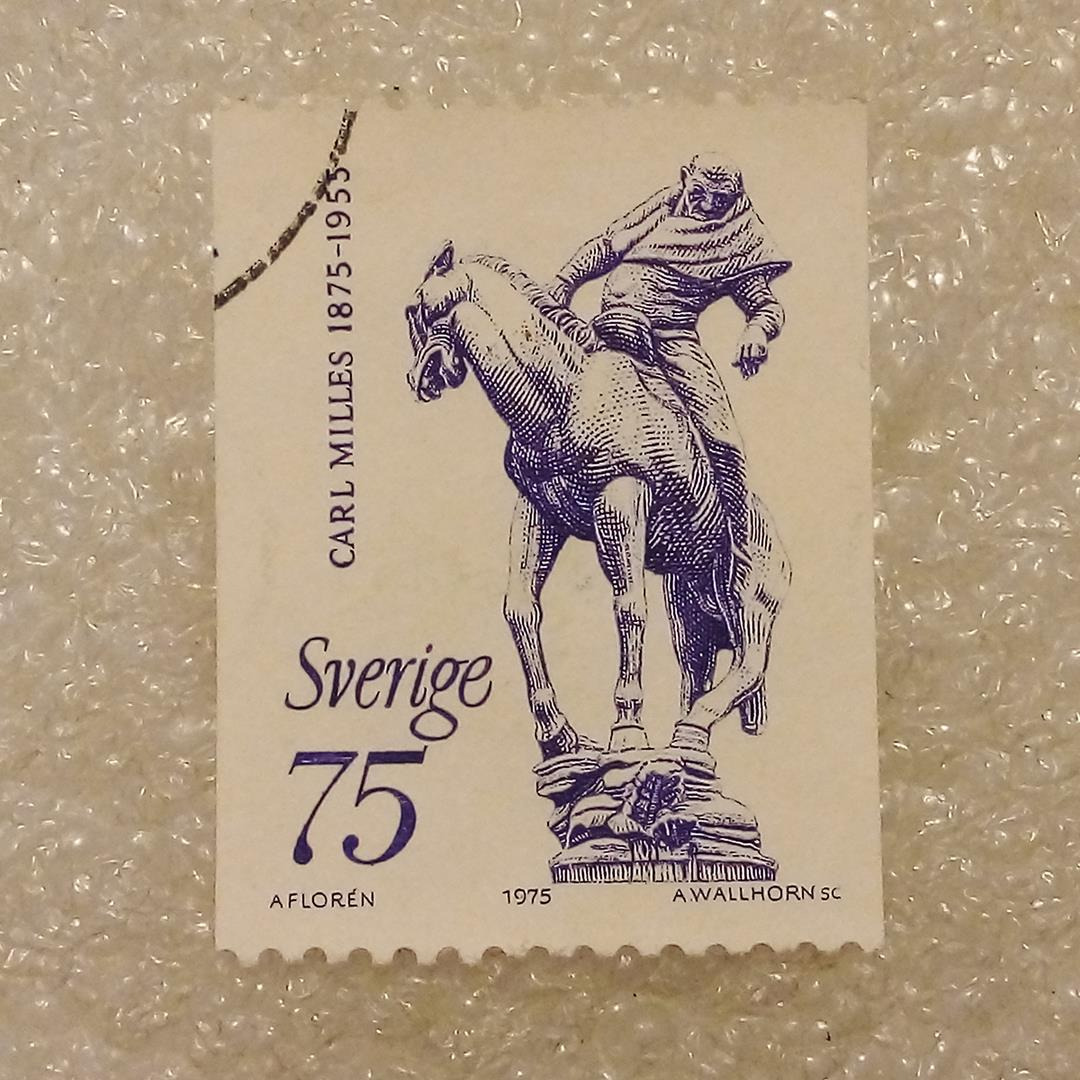 CARL MILLES 1875-1955
Sverige
75
A FLORÉN 1975 A.WALLHORN SC